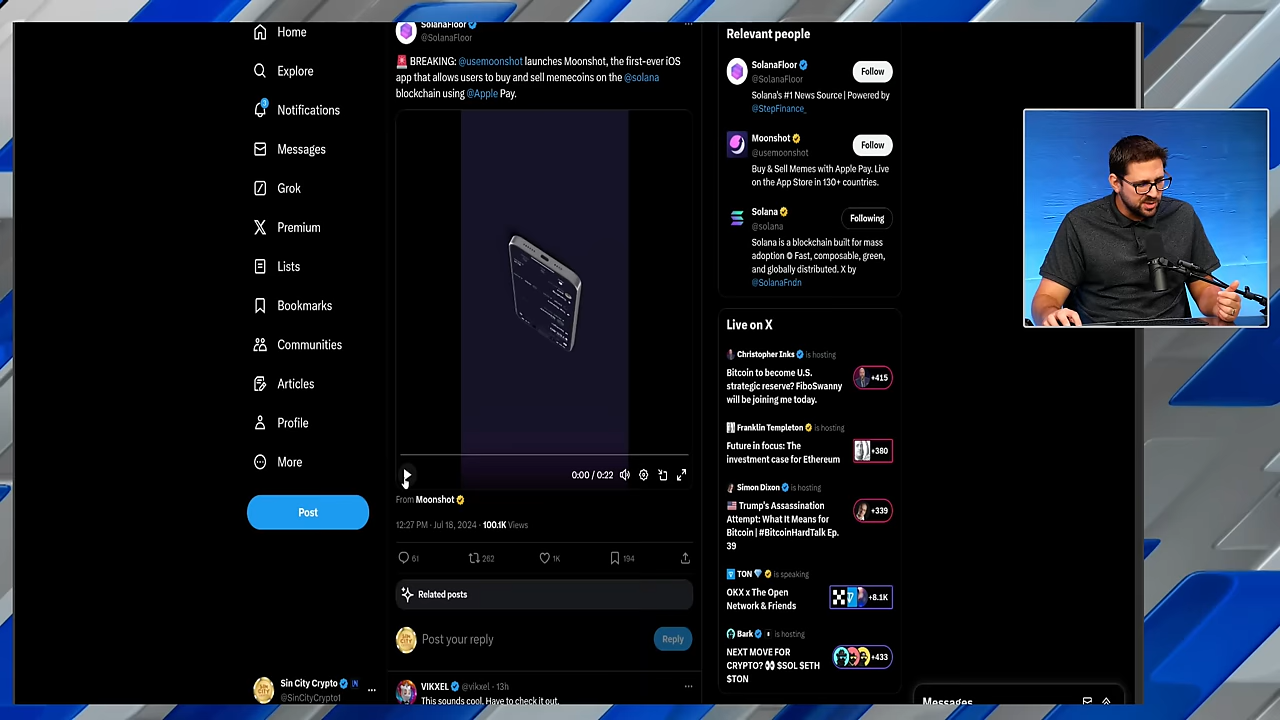 Home
Explore
3
Notifications
Messages
Grok
Premium
Lists
Bookmarks
Communities
Articles
Profile
More
Post
Sin City Crypto
@SinCityCrypto1
SolanaFloor
@SolanaFloor
🚨 BREAKING: @usemoonshot launches Moonshot, the first-ever iOS
app that allows users to buy and sell memecoins on the @solana
blockchain using @Apple Pay.
0:00 / 0:22
From Moonshot
12:27 PM · Jul 18, 2024 · 100.1K Views
61
262
1K
194
Related posts
SIN
CITY
Post your reply
Reply
VIKXEL @vikxel · 13h
This sounds cool. Have to check it out.
Relevant people
SolanaFloor
@SolanaFloor
Follow
Solana's #1 News Source | Powered by
@StepFinance_
Moonshot
@usemoonshot
Follow
Buy & Sell Memes with Apple Pay. Live
on the App Store in 130+ countries.
Solana
@solana
Following
Solana is a blockchain built for mass
adoption ⚙ Fast, composable, green,
and globally distributed. X by
@SolanaFndn
Live on X
Christopher Inks is hosting
Bitcoin to become U.S.
strategic reserve? FiboSwanny
will be joining me today.
+415
Franklin Templeton is hosting
Future in focus: The
investment case for Ethereum
+380
Simon Dixon is hosting
🇺🇸 Trump's Assassination
Attempt: What It Means for
Bitcoin | #BitcoinHardTalk Ep.
39
+339
TON 💎 is speaking
OKX x The Open
Network & Friends
+8.1K
Bark is hosting
NEXT MOVE FOR
CRYPTO? 👀 $SOL $ETH
$TON
+433
Messages